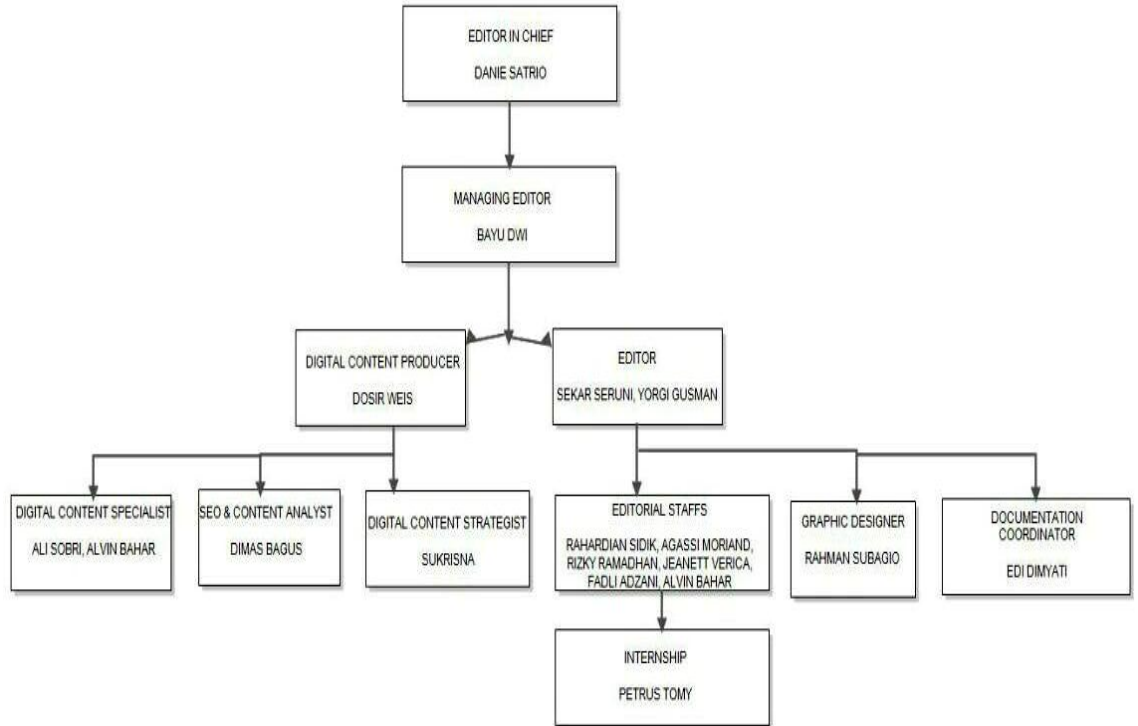 EDITOR IN CHIEF
DANIE SATRIO
MANAGING EDITOR
BAYU DWI
DIGITAL CONTENT PRODUCER
DOSIR WEIS
EDITOR
SEKAR SERUNI, YORGI GUSMAN
DIGITAL CONTENT SPECIALIST
ALI SOBRI, ALVIN BAHAR
SEO & CONTENT ANALYST
DIMAS BAGUS
DIGITAL CONTENT STRATEGIST
SUKRISNA
EDITORIAL STAFFS
RAHARDIAN SIDIK, AGASSI MORIAND,
RIZKY RAMADHAN, JEANETT VERICA,
FADLI ADZANI, ALVIN BAHAR
GRAPHIC DESIGNER
RAHMAN SUBAGIO
DOCUMENTATION
COORDINATOR
EDI DIMYATI
INTERNSHIP
PETRUS TOMY